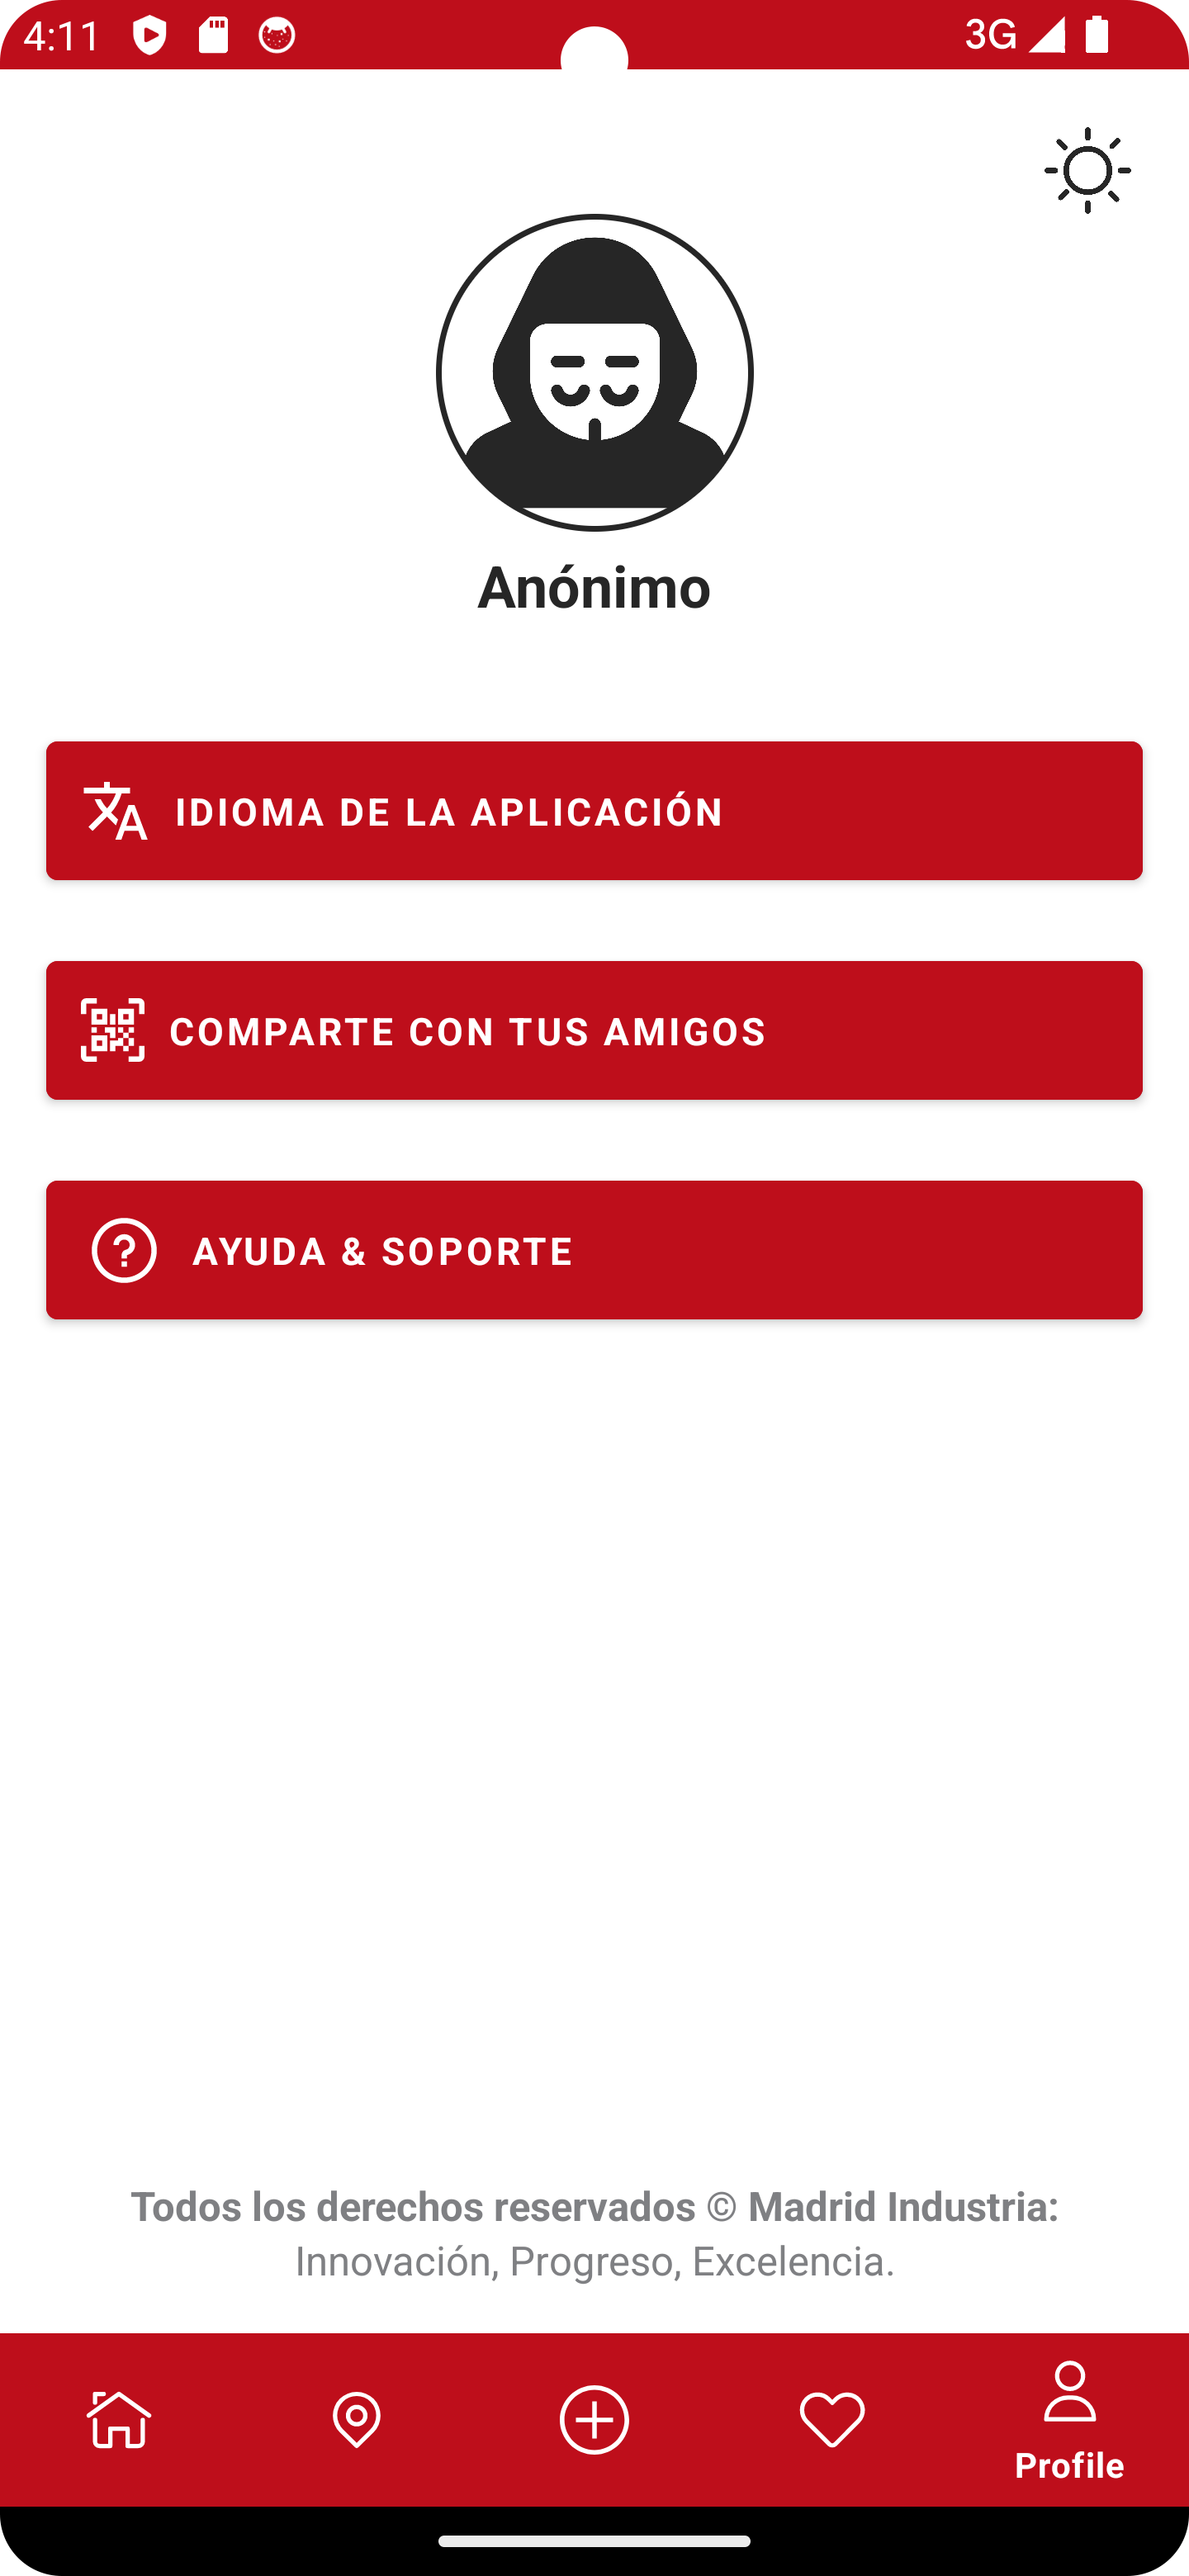 4:11
3G
Anónimo
IDIOMA DE LA APLICACIÓN
COMPARTE CON TUS AMIGOS
AYUDA & SOPORTE
Todos los derechos reservados © Madrid Industria:
Innovación, Progreso, Excelencia.
Profile